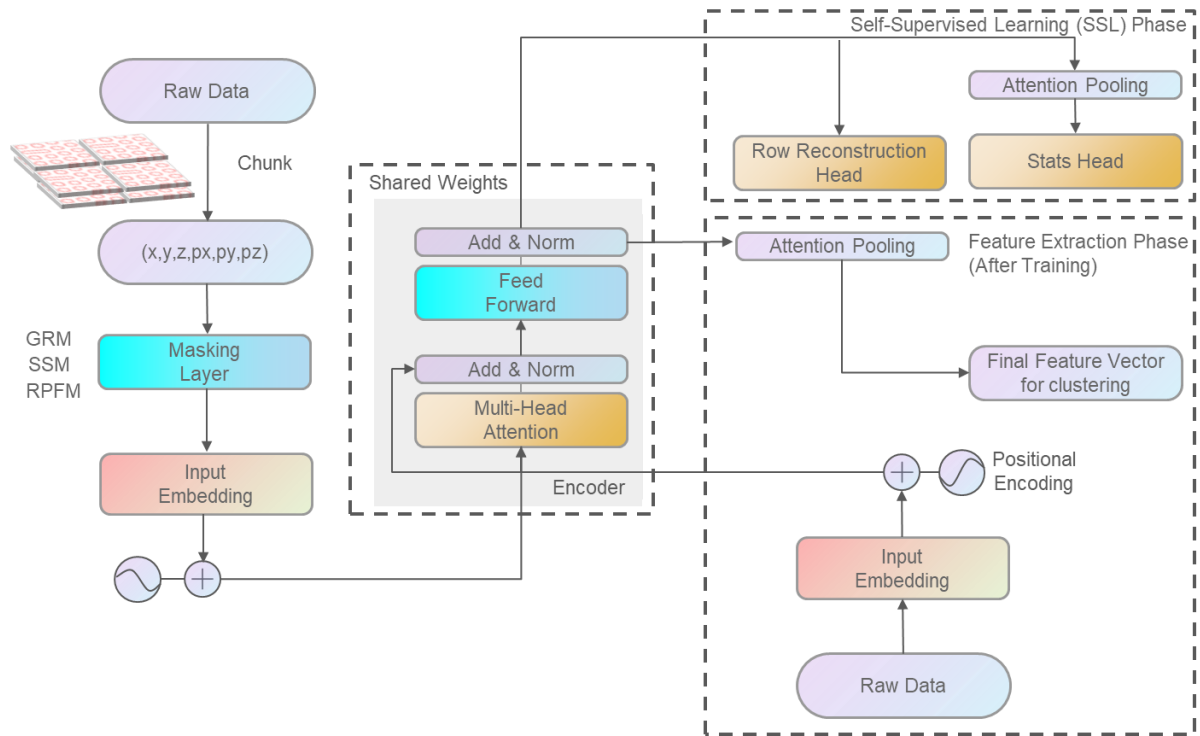 Self-Supervised Learning (SSL) Phase
Raw Data
Chunk
(x,y,z,px,py,pz)
GRM
SSM
RPFM
Masking
Layer
Input
Embedding
Shared Weights
Add & Norm
Feed
Forward
Add & Norm
Multi-Head
Attention
Encoder
Attention Pooling
Row Reconstruction
Head
Stats Head
Attention Pooling
Feature Extraction Phase
(After Training)
Final Feature Vector
for clustering
Positional
Encoding
Input
Embedding
Raw Data